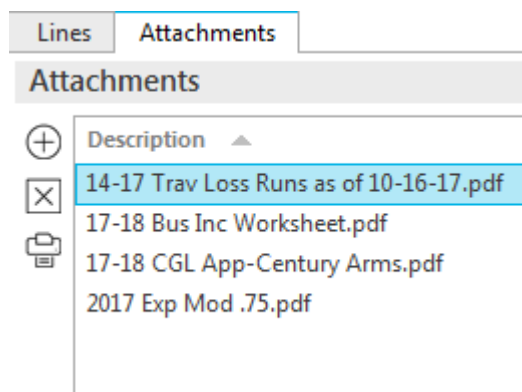 Lines Attachments
Attachments
Description
14-17 Trav Loss Runs as of 10-16-17.pdf
17-18 Bus Inc Worksheet.pdf
17-18 CGL App-Century Arms.pdf
2017 Exp Mod .75.pdf